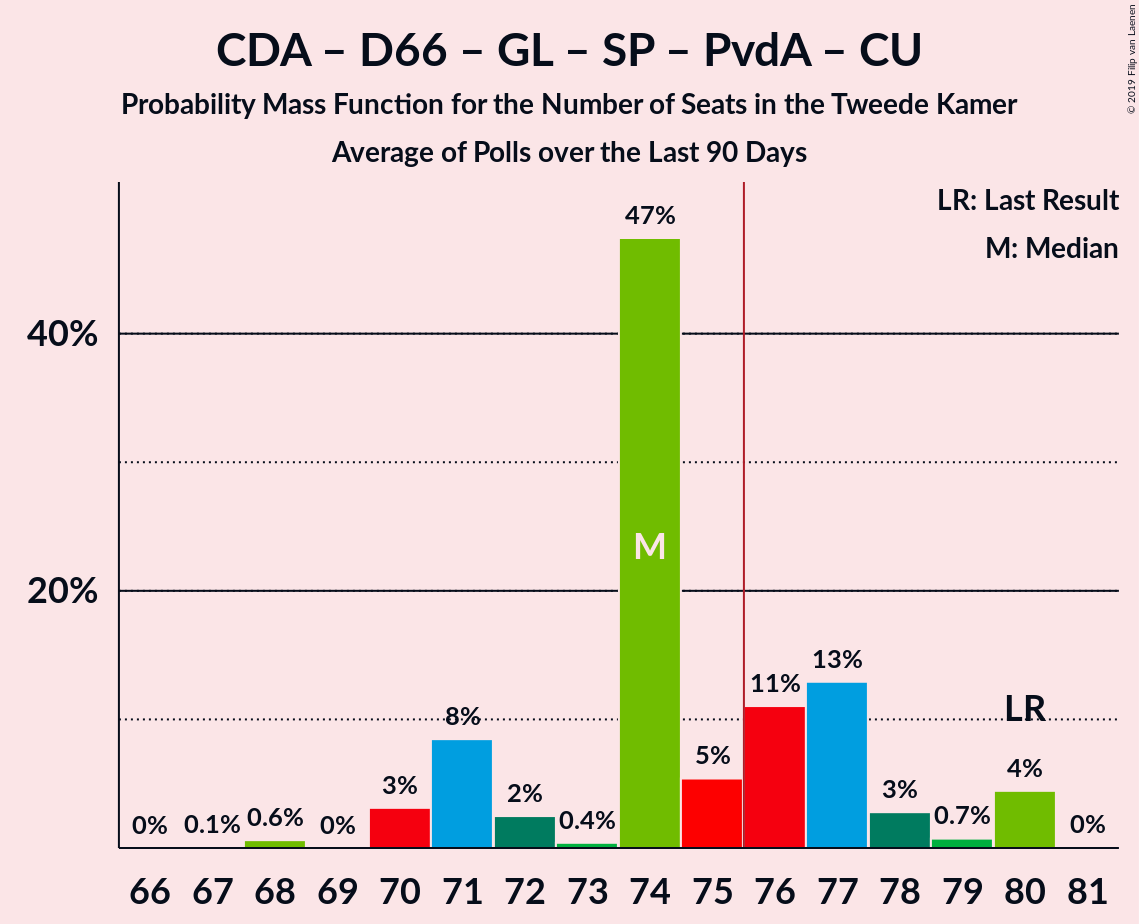 CDA – D66 – GL – SP – PvdA – CU
Probability Mass Function for the Number of Seats in the Tweede Kamer
Average of Polls over the Last 90 Days
© 2019 Filip van Laenen
LR: Last Result
M: Median
40%
20%
0% 0.1% 0.6% 0% 3% 8% 2% 0.4% 47% 5% 11% 13% 3% 0.7% 4% 0%
M
LR
66 67 68 69 70 71 72 73 74 75 76 77 78 79 80 81